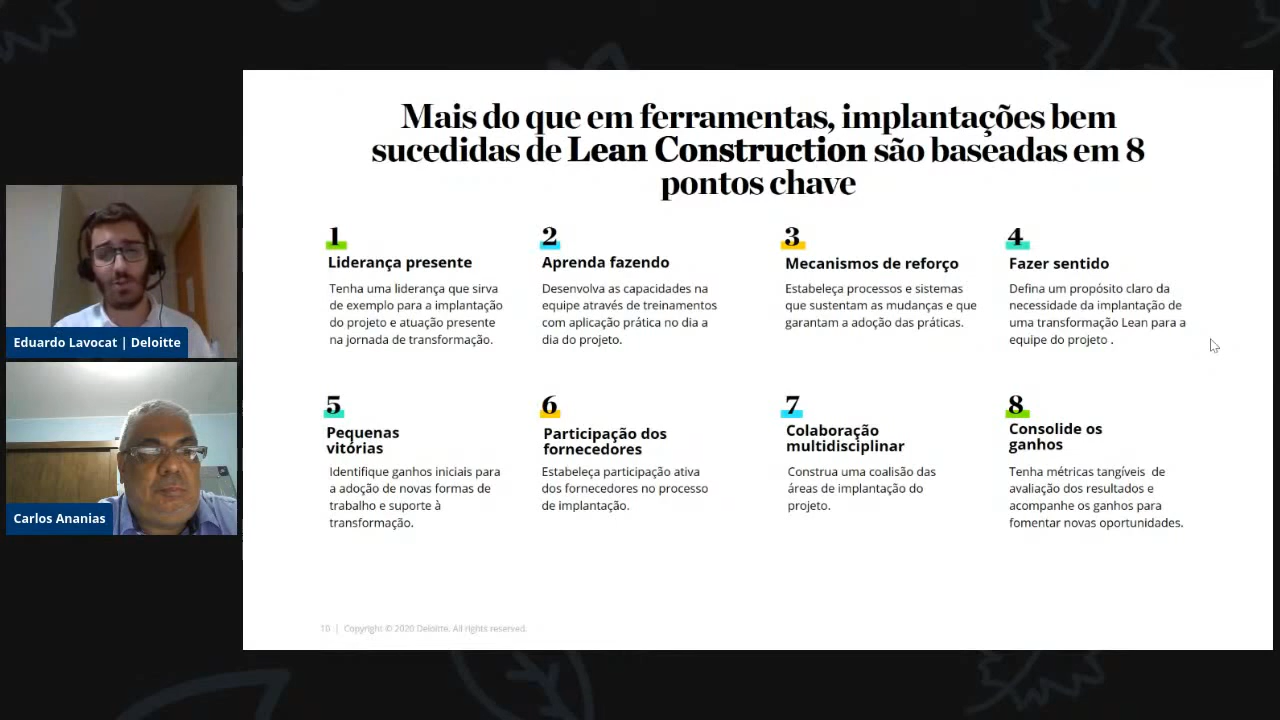 Mais do que em ferramentas, implantações bem
sucedidas de Lean Construction são baseadas em 8
pontos chave
1
Liderança presente
Tenha uma liderança que sirva
de exemplo para a implantação
do projeto e atuação presente
na jornada de transformação.
2
Aprenda fazendo
Desenvolva as capacidades na
equipe através de treinamentos
com aplicação prática no dia a
dia do projeto.
3
Mecanismos de reforço
Estabeleça processos e sistemas
que sustentam as mudanças e que
garantam a adoção das práticas.
4
Fazer sentido
Defina um propósito claro da
necessidade da implantação de
uma transformação Lean para a
equipe do projeto .
5
Pequenas
vitórias
Identifique ganhos iniciais para
a adoção de novas formas de
trabalho e suporte à
transformação.
6
Participação dos
fornecedores
Estabeleça participação ativa
dos fornecedores no processo
de implantação.
7
Colaboração
multidisciplinar
Construa uma coalisão das
áreas de implantação do
projeto.
8
Consolide os
ganhos
Tenha métricas tangíveis de
avaliação dos resultados e
acompanhe os ganhos para
fomentar novas oportunidades.
10 | Copyright © 2020 Deloitte. All rights reserved.
Eduardo Lavocat | Deloitte
Carlos Ananias